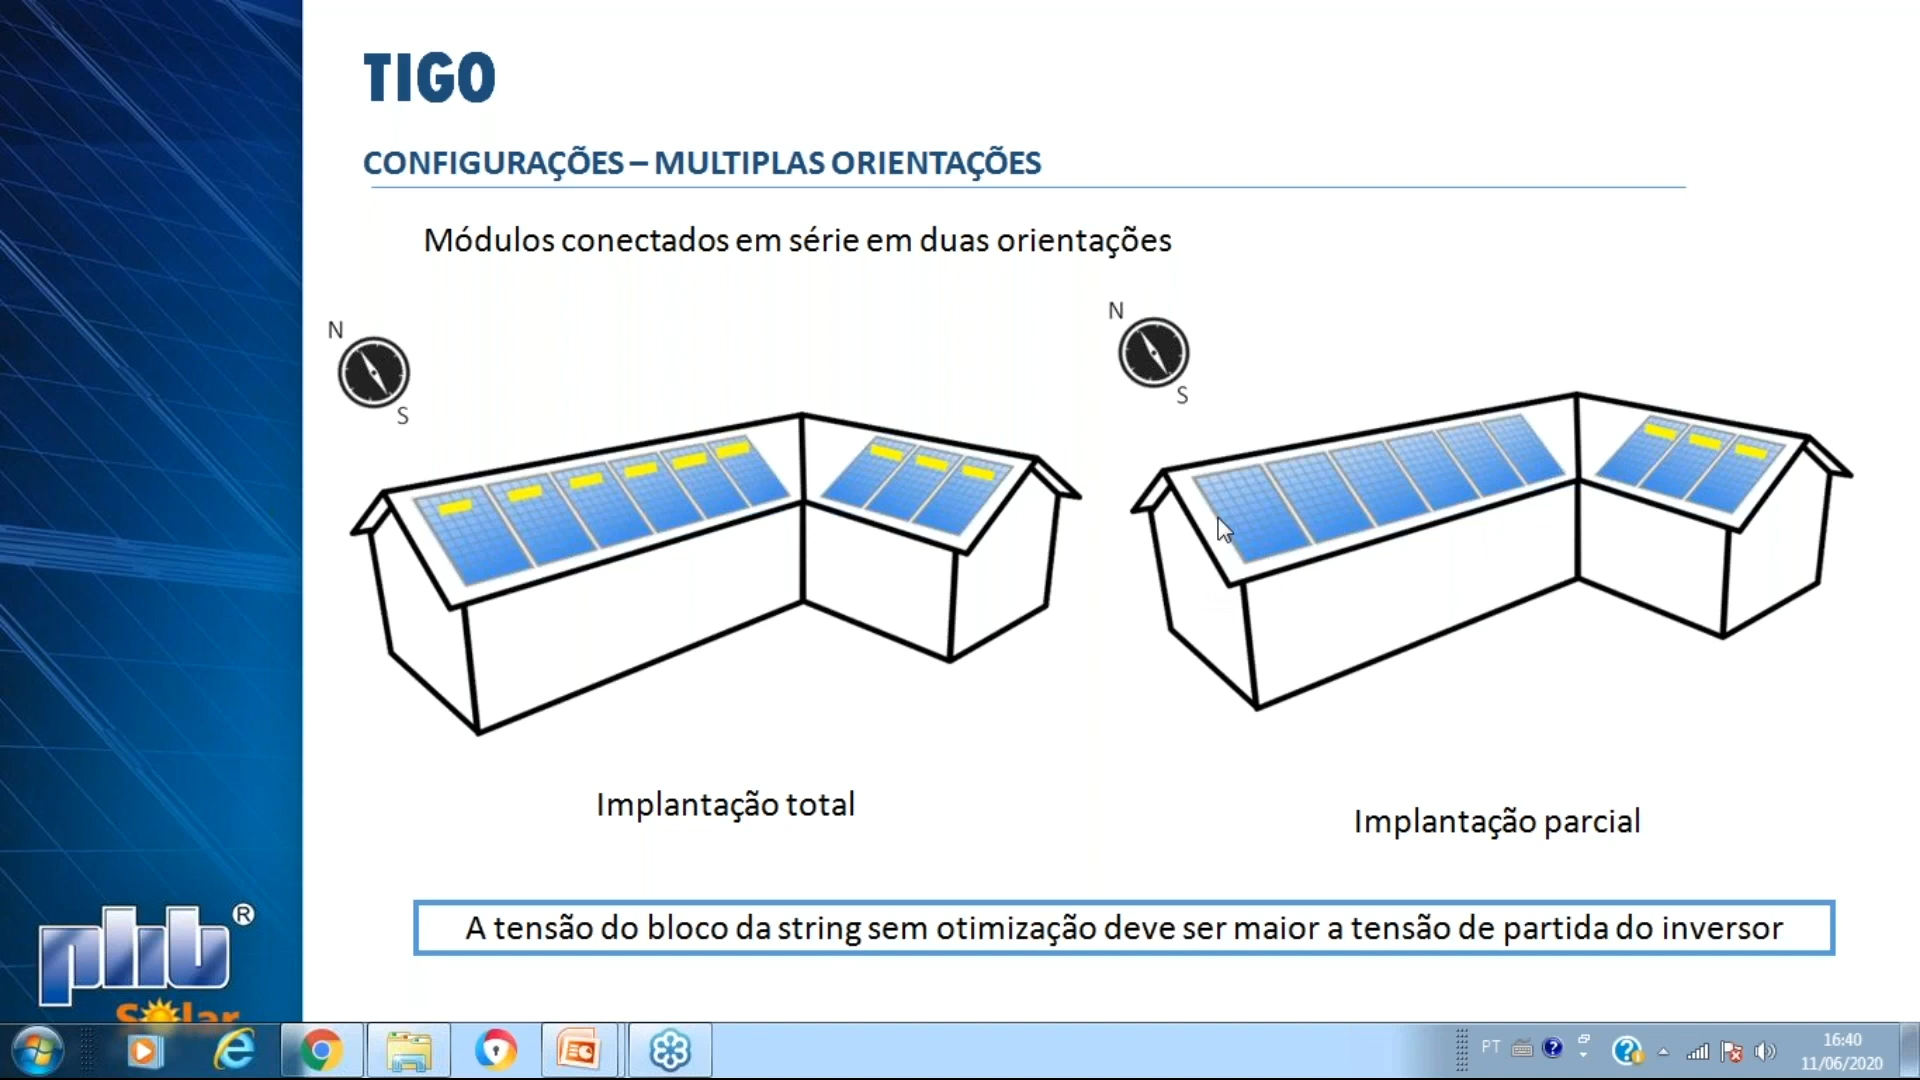 TIGO
CONFIGURAÇÕES – MULTIPLAS ORIENTAÇÕES
Módulos conectados em série em duas orientações
N
S
N
S
Implantação total
Implantação parcial
A tensão do bloco da string sem otimização deve ser maior a tensão de partida do inversor
phb ®
Solar
PT
16:40
11/06/2020